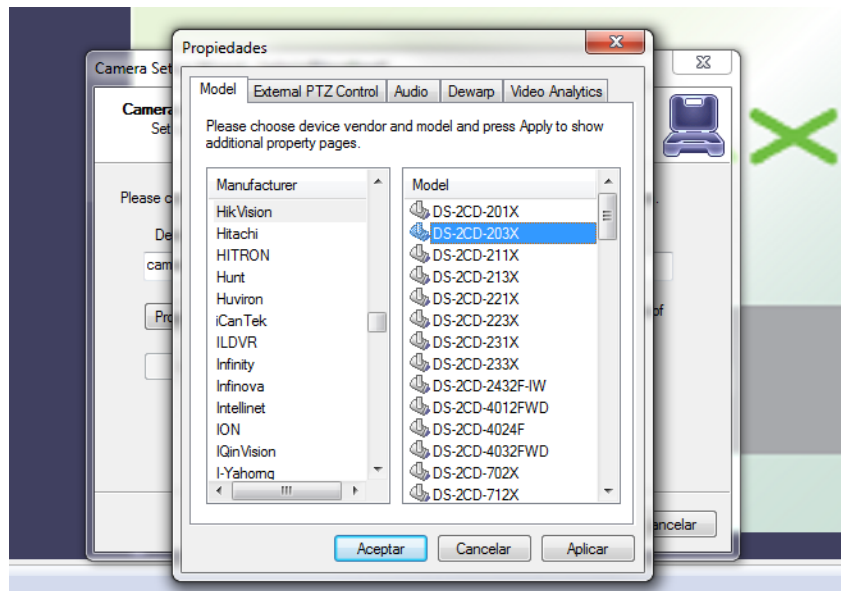 Propiedades
Camera Set
Model External PTZ Control Audio Dewarp Video Analytics
Camera
Set
Please choose device vendor and model and press Apply to show
additional property pages.
Manufacturer
HikVision
Hitachi
HITRON
Hunt
Huviron
iCanTek
ILDVR
Infinity
Infinova
Intellinet
ION
IQinVision
I-Yahomg
Model
DS-2CD-201X
DS-2CD-203X
DS-2CD-211X
DS-2CD-213X
DS-2CD-221X
DS-2CD-223X
DS-2CD-231X
DS-2CD-233X
DS-2CD-2432F-IW
DS-2CD-4012FWD
DS-2CD-4024F
DS-2CD-4032FWD
DS-2CD-702X
DS-2CD-712X
Please c
De
cam
Pro
of
ancelar
Aceptar Cancelar Aplicar